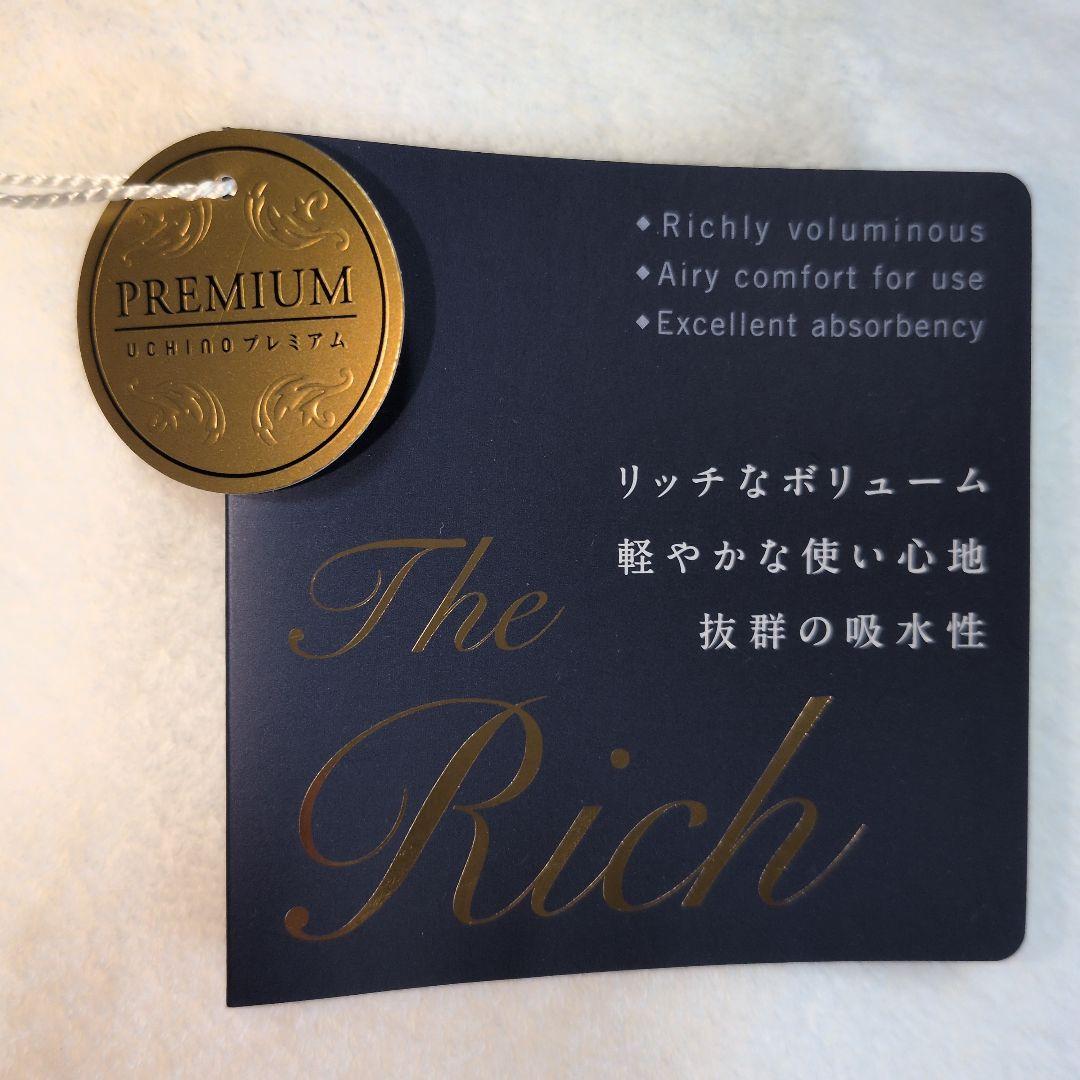 PREMIUM
UCHINOプレミアム
◆Richly voluminous
◆Airy comfort for use
◆Excellent absorbency
リッチなボリューム
軽やかな使い心地
抜群の吸水性
The
Rich